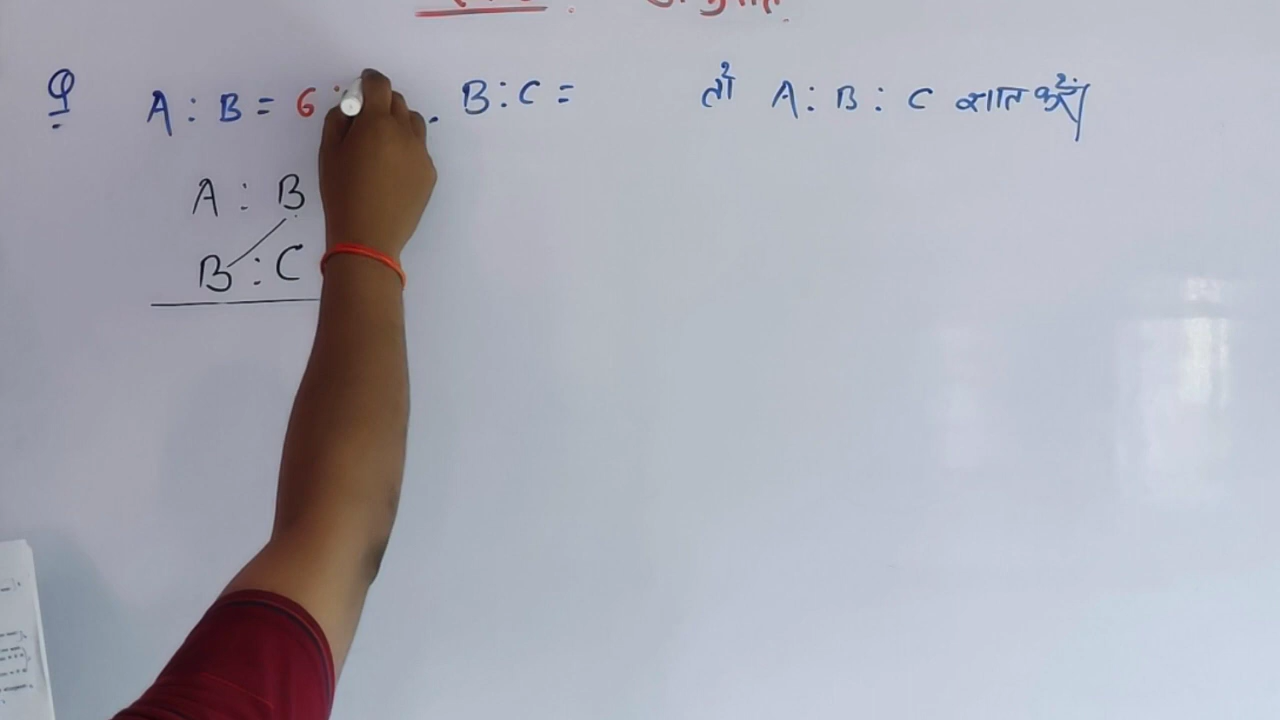 Q A : B = 6 : . B : C = तो A : B : C ज्ञात करें।
A : B
B : C